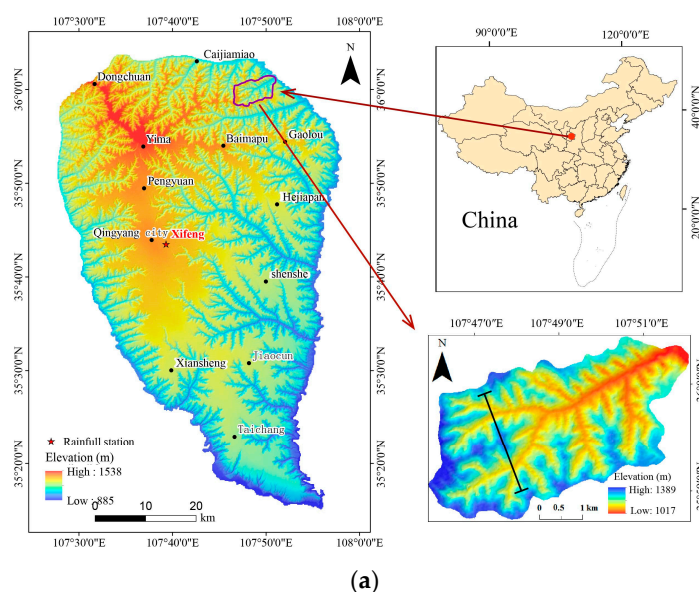 107°30'0"E 107°40'0"E 107°50'0"E 108°0'0"E
N
Caijiamiao
Dongchuan
36°0'0"N
Yima
Baimapu
Gaolou
35°50'0"N
Pengyuan
Hejiapan
Qingyang city
Xifeng
35°40'0"N
shenshe
Xiansheng
Jiaocun
35°30'0"N
Taichang
35°20'0"N
Rainfull station
Elevation (m)
High : 1538
Low : 885
0 10 20
km
107°30'0"E 107°40'0"E 107°50'0"E 108°0'0"E
90°0'0"E 120°0'0"E
N
40°0'0"N
20°0'0"N
China
107°47'0"E 107°49'0"E 107°51'0"E
N
Elevation (m)
High: 1389
Low: 1017
0 0.5 1 km
(a)